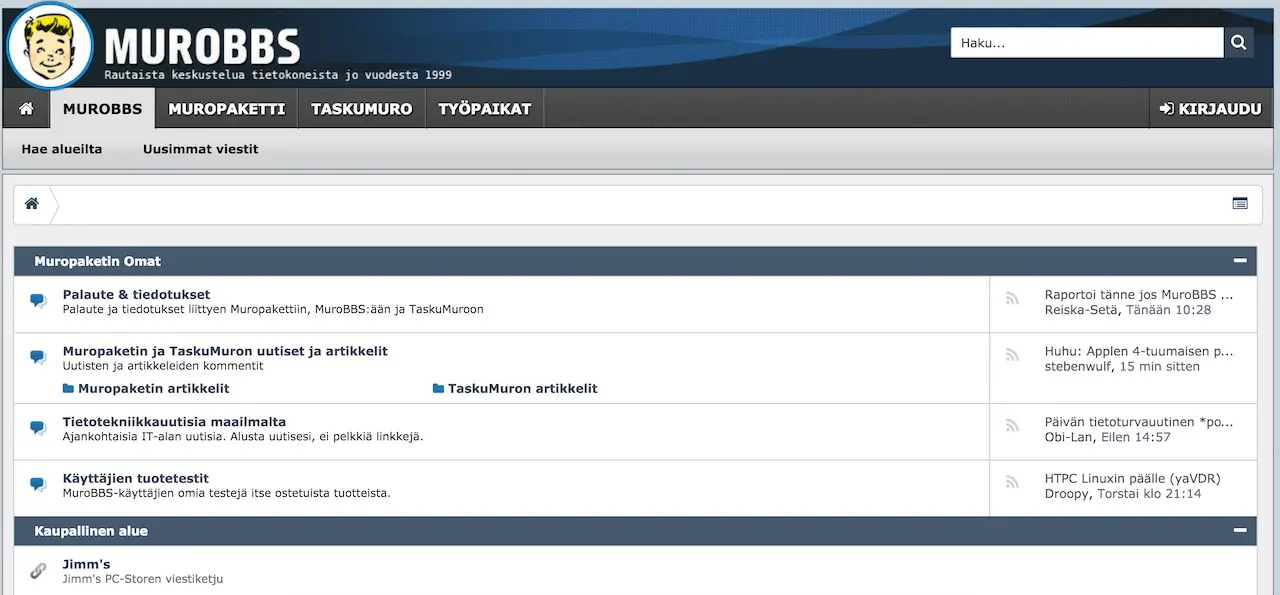 MUROBBS
Rautaista keskustelua tietokoneista jo vuodesta 1999
Haku...
MUROBBS MUROPAKETTI TASKUMURO TYÖPAIKAT KIRJAUDU
Hae alueilta Uusimmat viestit
Muropaketin Omat
Palaute & tiedotukset
Palaute ja tiedotukset liittyen Muropakettiin, MuroBBS:ään ja TaskuMuroon
Raportoi tänne jos MuroBBS ...
Reiska-Setä, Tänään 10:28
Muropaketin ja TaskuMuron uutiset ja artikkelit
Uutisten ja artikkeleiden kommentit
Muropaketin artikkelit TaskuMuron artikkelit
Huhu: Applen 4-tuumaisen p...
stebenwulf, 15 min sitten
Tietotekniikkauutisia maailmalta
Ajankohtaisia IT-alan uutisia. Alusta uutisesi, ei pelkkiä linkkejä.
Päivän tietoturvauutinen *po...
Obi-Lan, Eilen 14:57
Käyttäjien tuotetestit
MuroBBS-käyttäjien omia testejä itse ostetuista tuotteista.
HTPC Linuxin päälle (yaVDR)
Droopy, Torstai klo 21:14
Kaupallinen alue
Jimm's
Jimm's PC-Storen viestiketju